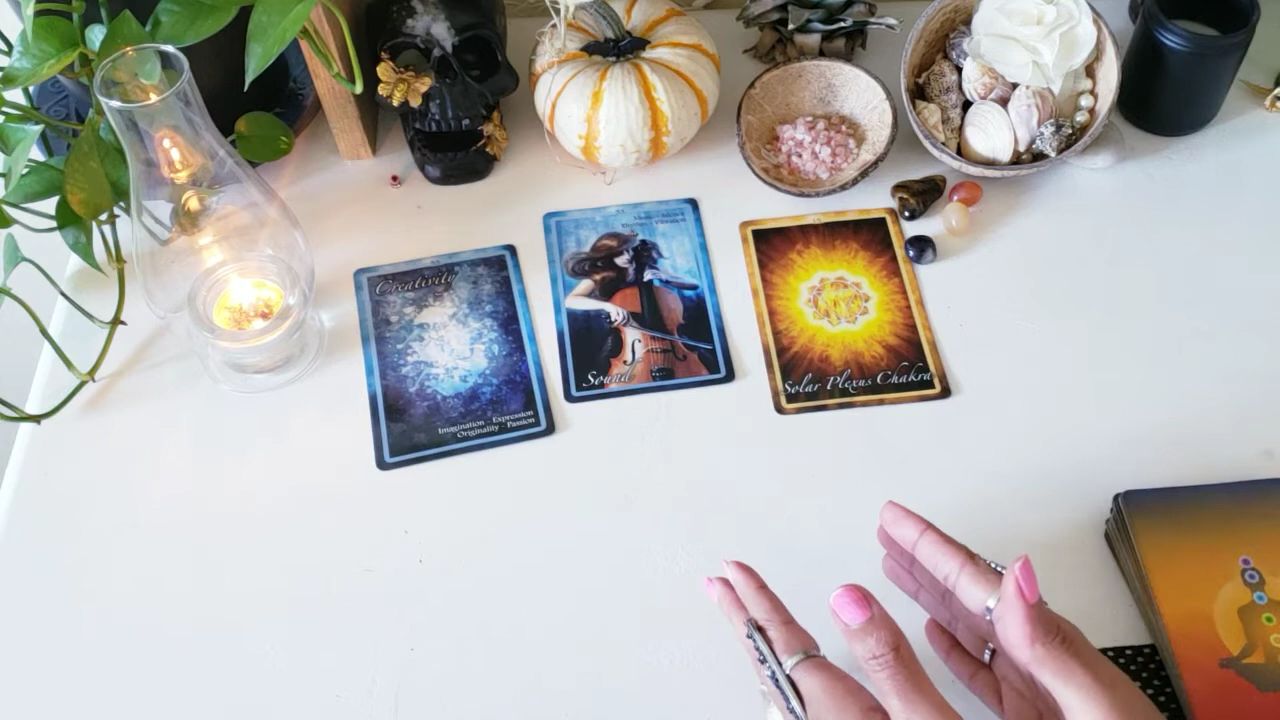 Creativity
Imagination ~ Expression
Originality ~ Passion
Sound
Solar Plexus Chakra